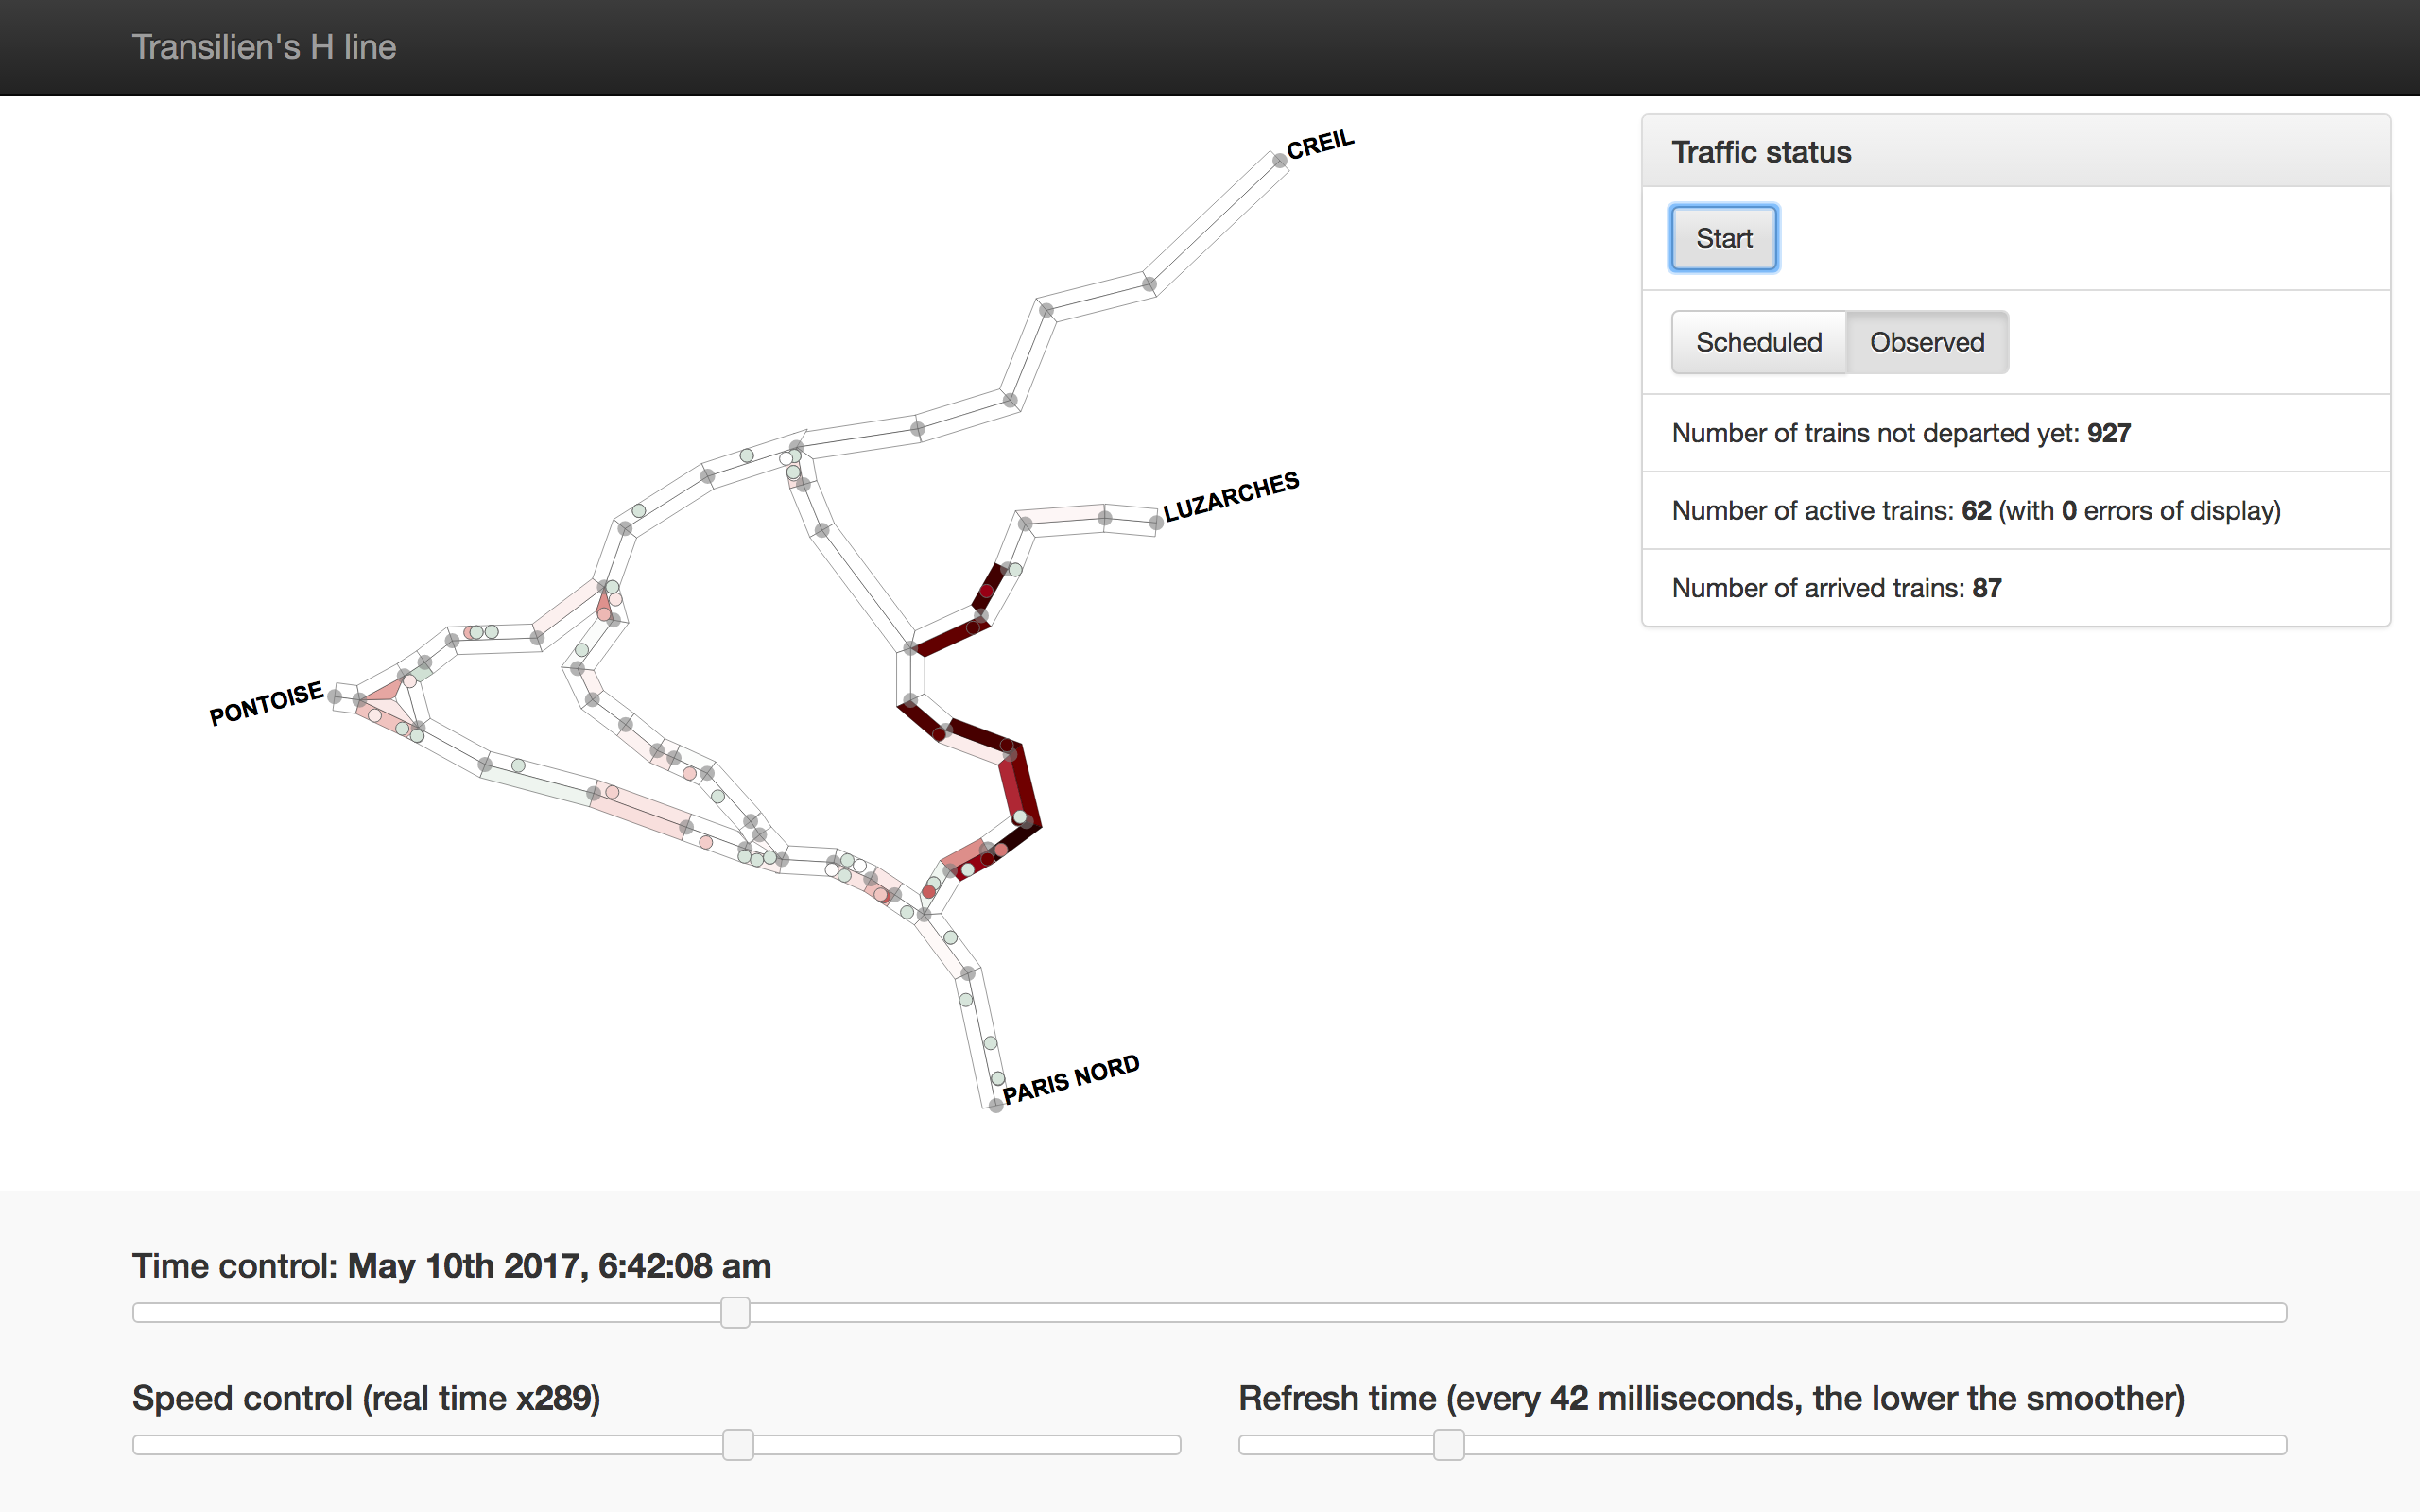 Transilien's H line
CREIL
LUZARCHES
PONTOISE
PARIS NORD
Traffic status
Start
Scheduled Observed
Number of trains not departed yet: 927
Number of active trains: 62 (with 0 errors of display)
Number of arrived trains: 87
Time control: May 10th 2017, 6:42:08 am
Speed control (real time x289)
Refresh time (every 42 milliseconds, the lower the smoother)